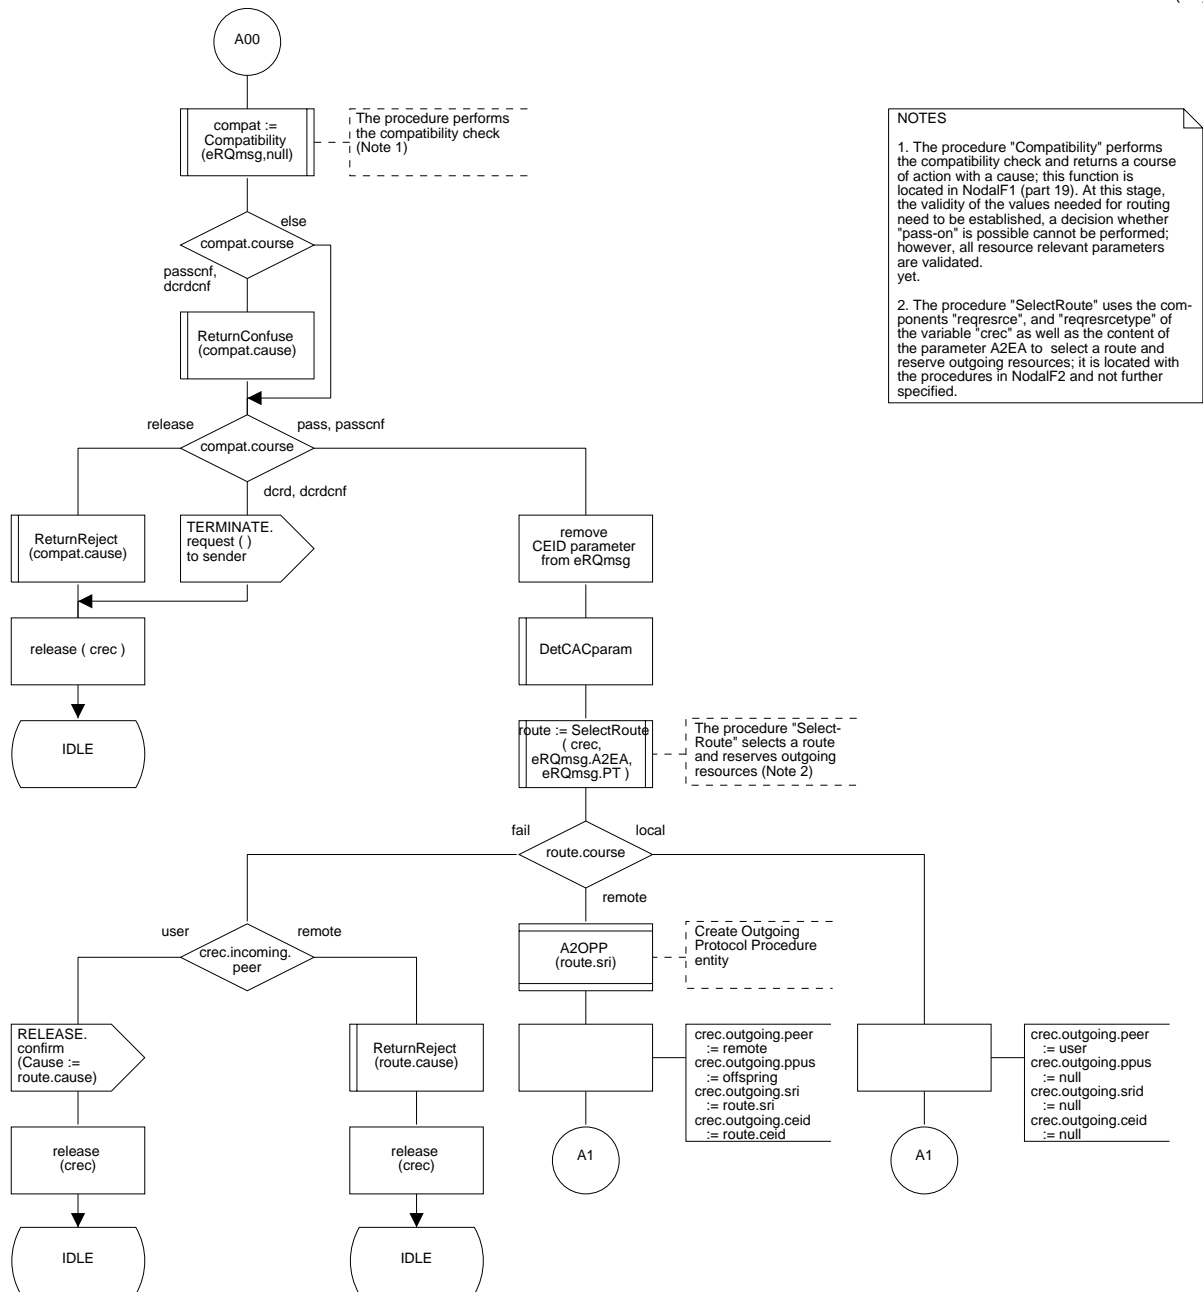 A00
compat :=
Compatibility
(eRQmsg,null)
The procedure performs
the compatibility check
(Note 1)
NOTES
1. The procedure "Compatibility" performs
the compatibility check and returns a course
of action with a cause; this function is
located in NodalF1 (part 19). At this stage,
the validity of the values needed for routing
need to be established, a decision whether
"pass-on" is possible cannot be performed;
however, all resource relevant parameters
are validated.
yet.
2. The procedure "SelectRoute" uses the com-
ponents "reqresrce", and "reqresrcetype" of
the variable "crec" as well as the content of
the parameter A2EA to select a route and
reserve outgoing resources; it is located with
the procedures in NodalF2 and not further
specified.
else
compat.course
passcnf,
dcrdcnf
ReturnConfuse
(compat.cause)
release
pass, passcnf
compat.course
dcrd, dcrdcnf
ReturnReject
(compat.cause)
TERMINATE.
request ( )
to sender
remove
CEID parameter
from eRQmsg
release ( crec )
DetCACparam
IDLE
route := SelectRoute
( crec,
eRQmsg.A2EA,
eRQmsg.PT )
The procedure "Select-
Route" selects a route
and reserves outgoing
resources (Note 2)
fail
local
route.course
remote
user
remote
crec.incoming.
peer
A2OPP
(route.sri)
Create Outgoing
Protocol Procedure
entity
RELEASE.
confirm
(Cause :=
route.cause)
ReturnReject
(route.cause)
crec.outgoing.peer
:= remote
crec.outgoing.ppus
:= offspring
crec.outgoing.sri
:= route.sri
crec.outgoing.ceid
:= route.ceid
crec.outgoing.peer
:= user
crec.outgoing.ppus
:= null
crec.outgoing.srid
:= null
crec.outgoing.ceid
:= null
release
(crec)
release
(crec)
A1
A1
IDLE
IDLE